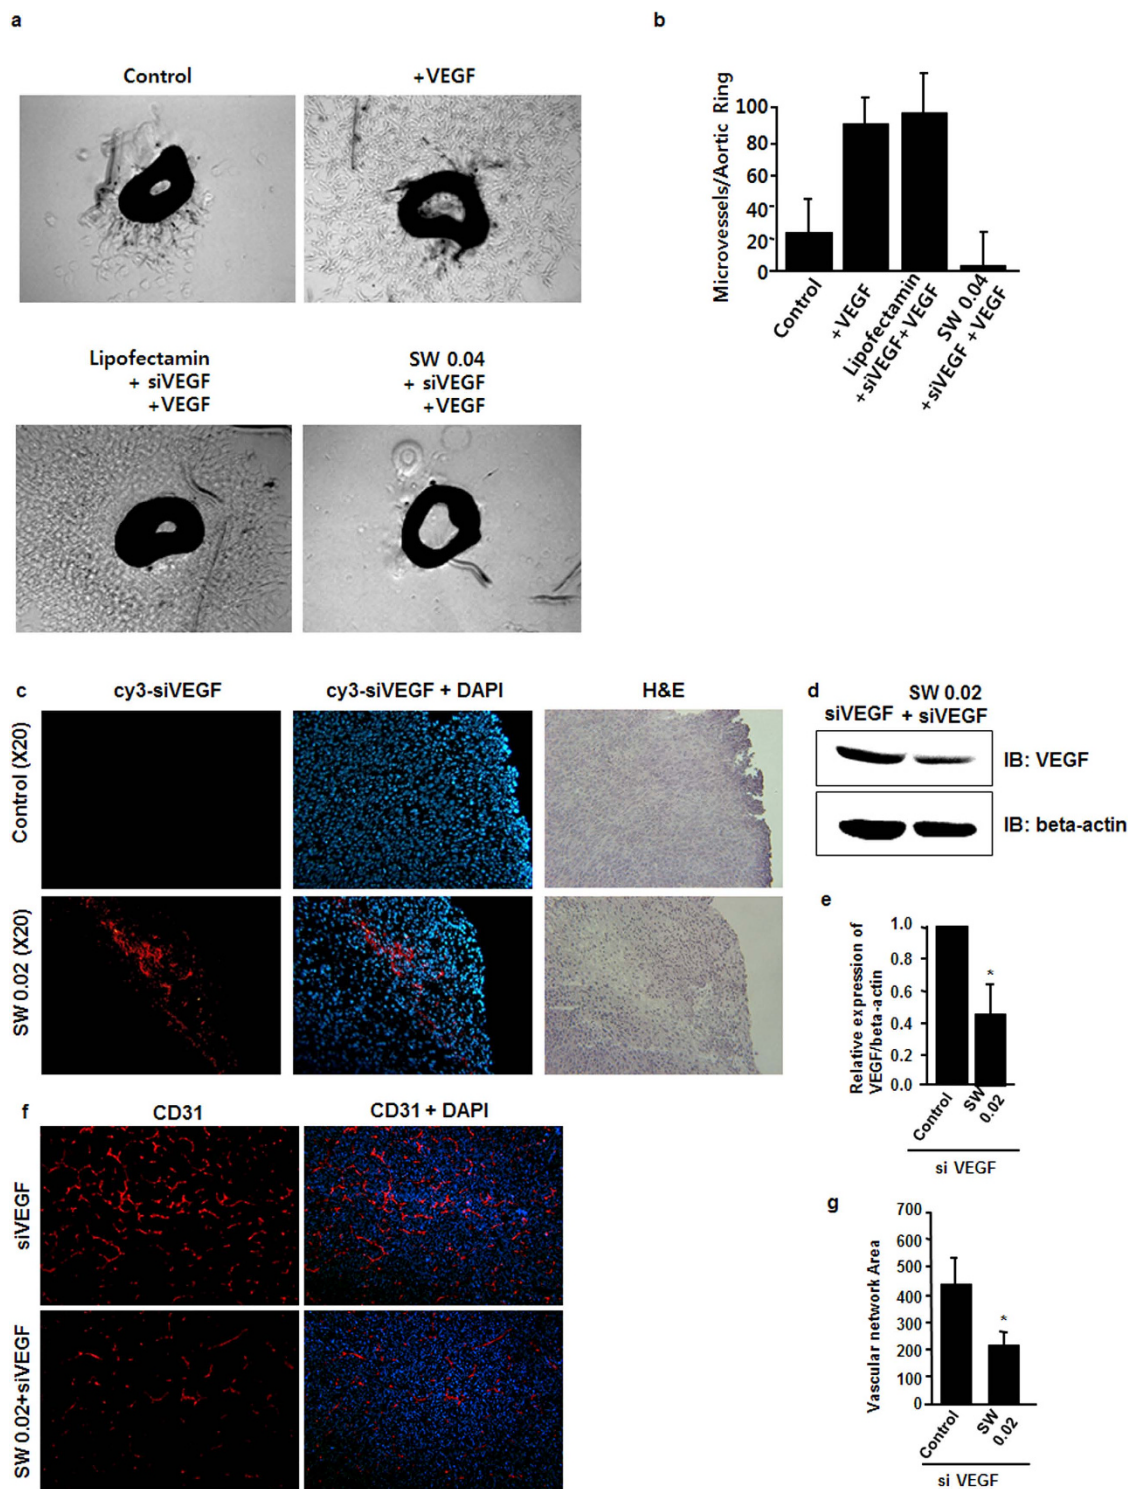 a
Control
+VEGF
Lipofectamin
+ siVEGF
+VEGF
SW 0.04
+ siVEGF
+VEGF
b
Microvessels/Aortic Ring
100
80
60
40
20
0
Control
+VEGF
Lipofectamin
+siVEGF+VEGF
SW 0.04
+siVEGF +VEGF
c
cy3-siVEGF
cy3-siVEGF + DAPI
H&E
Control (X20)
SW 0.02 (X20)
d
siVEGF
SW 0.02
+ siVEGF
IB: VEGF
IB: beta-actin
e
Relative expression of
VEGF/beta-actin
1.0
0.8
0.6
0.4
0.2
0.0
*
Control
SW
0.02
si VEGF
f
CD31
CD31 + DAPI
siVEGF
SW 0.02+siVEGF
g
Vascular network Area
700
600
500
400
300
200
100
0
*
Control
SW
0.02
si VEGF